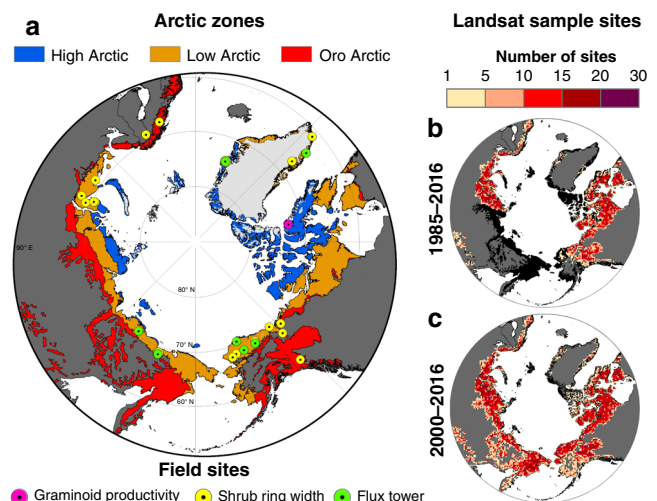 a
Arctic zones
High Arctic Low Arctic Oro Arctic
90° E
80° N
70° N
60° N
Field sites
Graminoid productivity Shrub ring width Flux tower
Landsat sample sites
Number of sites
1 5 10 15 20 30
b
1985–2016
c
2000–2016